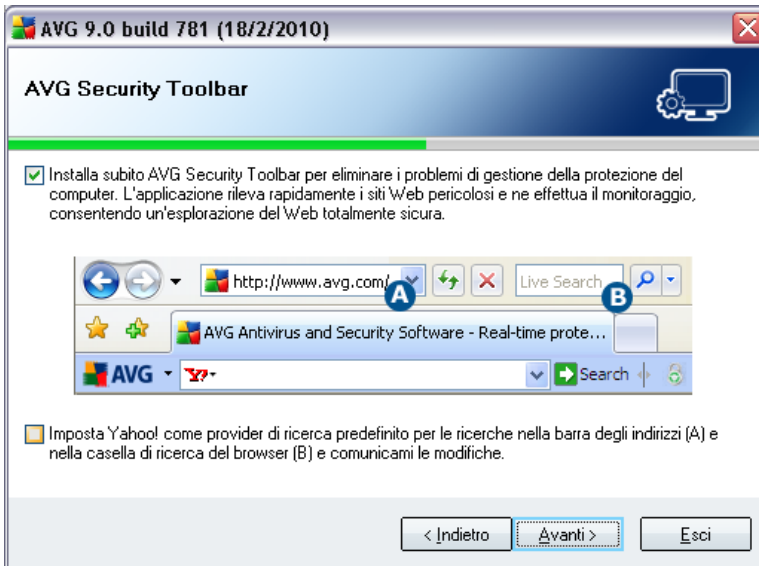 AVG 9.0 build 781 (18/2/2010)
AVG Security Toolbar
Installa subito AVG Security Toolbar per eliminare i problemi di gestione della protezione del
computer. L'applicazione rileva rapidamente i siti Web pericolosi e ne effettua il monitoraggio,
consentendo un'esplorazione del Web totalmente sicura.
http://www.avg.com/ A Live Search B
AVG Antivirus and Security Software - Real-time prote...
AVG Y! Search
Imposta Yahoo! come provider di ricerca predefinito per le ricerche nella barra degli indirizzi (A) e
nella casella di ricerca del browser (B) e comunicami le modifiche.
< Indietro Avanti > Esci